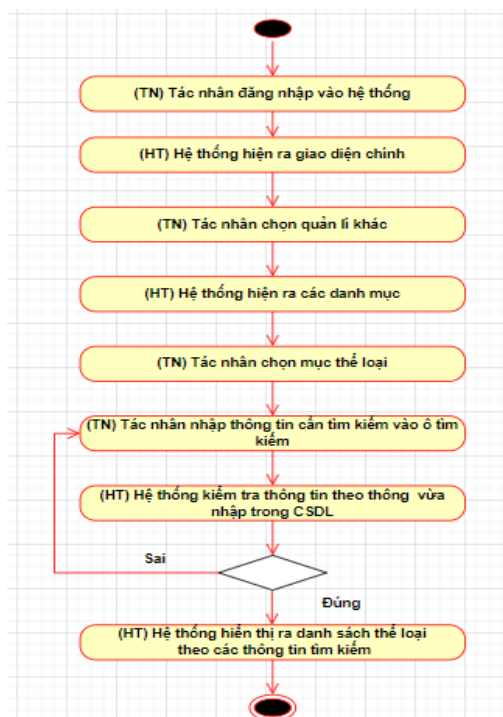 (TN) Tác nhân đăng nhập vào hệ thống
(HT) Hệ thống hiện ra giao diện chính
(TN) Tác nhân chọn quản lí khác
(HT) Hệ thống hiện ra các danh mục
(TN) Tác nhân chọn mục thể loại
(TN) Tác nhân nhập thông tin cần tìm kiếm vào ô tìm
kiếm
(HT) Hệ thống kiểm tra thông tin theo thông vừa
nhập trong CSDL
Sai
Đúng
(HT) Hệ thống hiển thị ra danh sách thể loại
theo các thông tin tìm kiếm